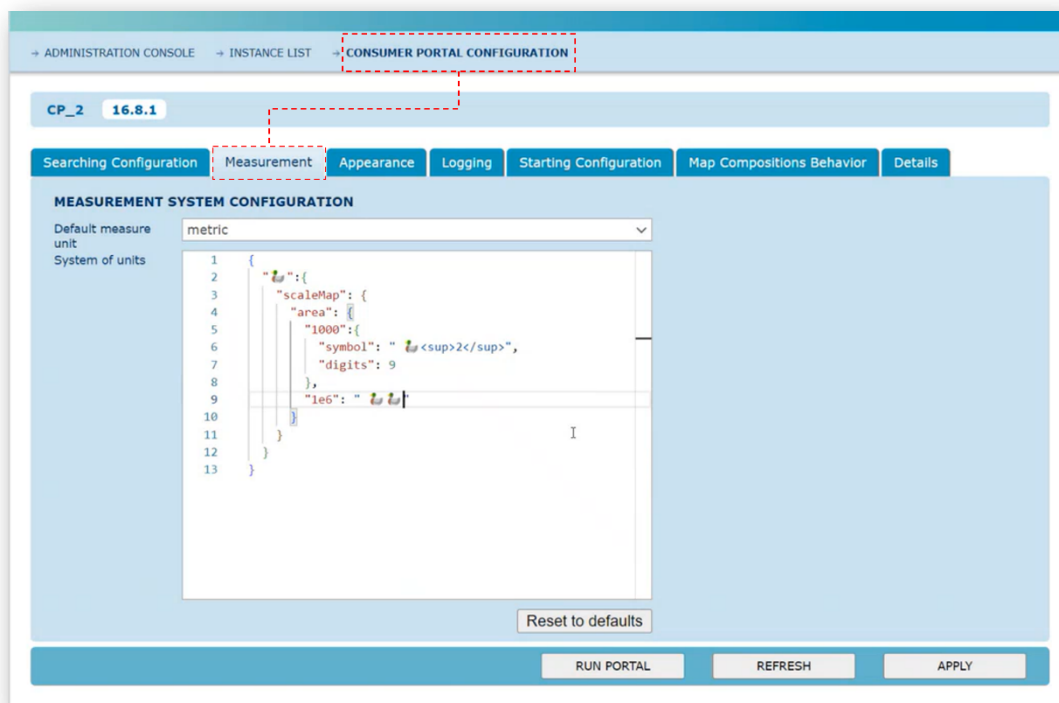 → ADMINISTRATION CONSOLE → INSTANCE LIST → CONSUMER PORTAL CONFIGURATION
CP_2 16.8.1
Searching Configuration Measurement Appearance Logging Starting Configuration Map Compositions Behavior Details
MEASUREMENT SYSTEM CONFIGURATION
Default measure unit metric
System of units
1 {
2 "🦆":{
3 "scaleMap": {
4 "area": {
5 "1000":{
6 "symbol": " 🦆<sup>2</sup>",
7 "digits": 9
8 },
9 "1e6": " 🦆🦆"
10 }
11 }
12 }
13 }
Reset to defaults
RUN PORTAL REFRESH APPLY